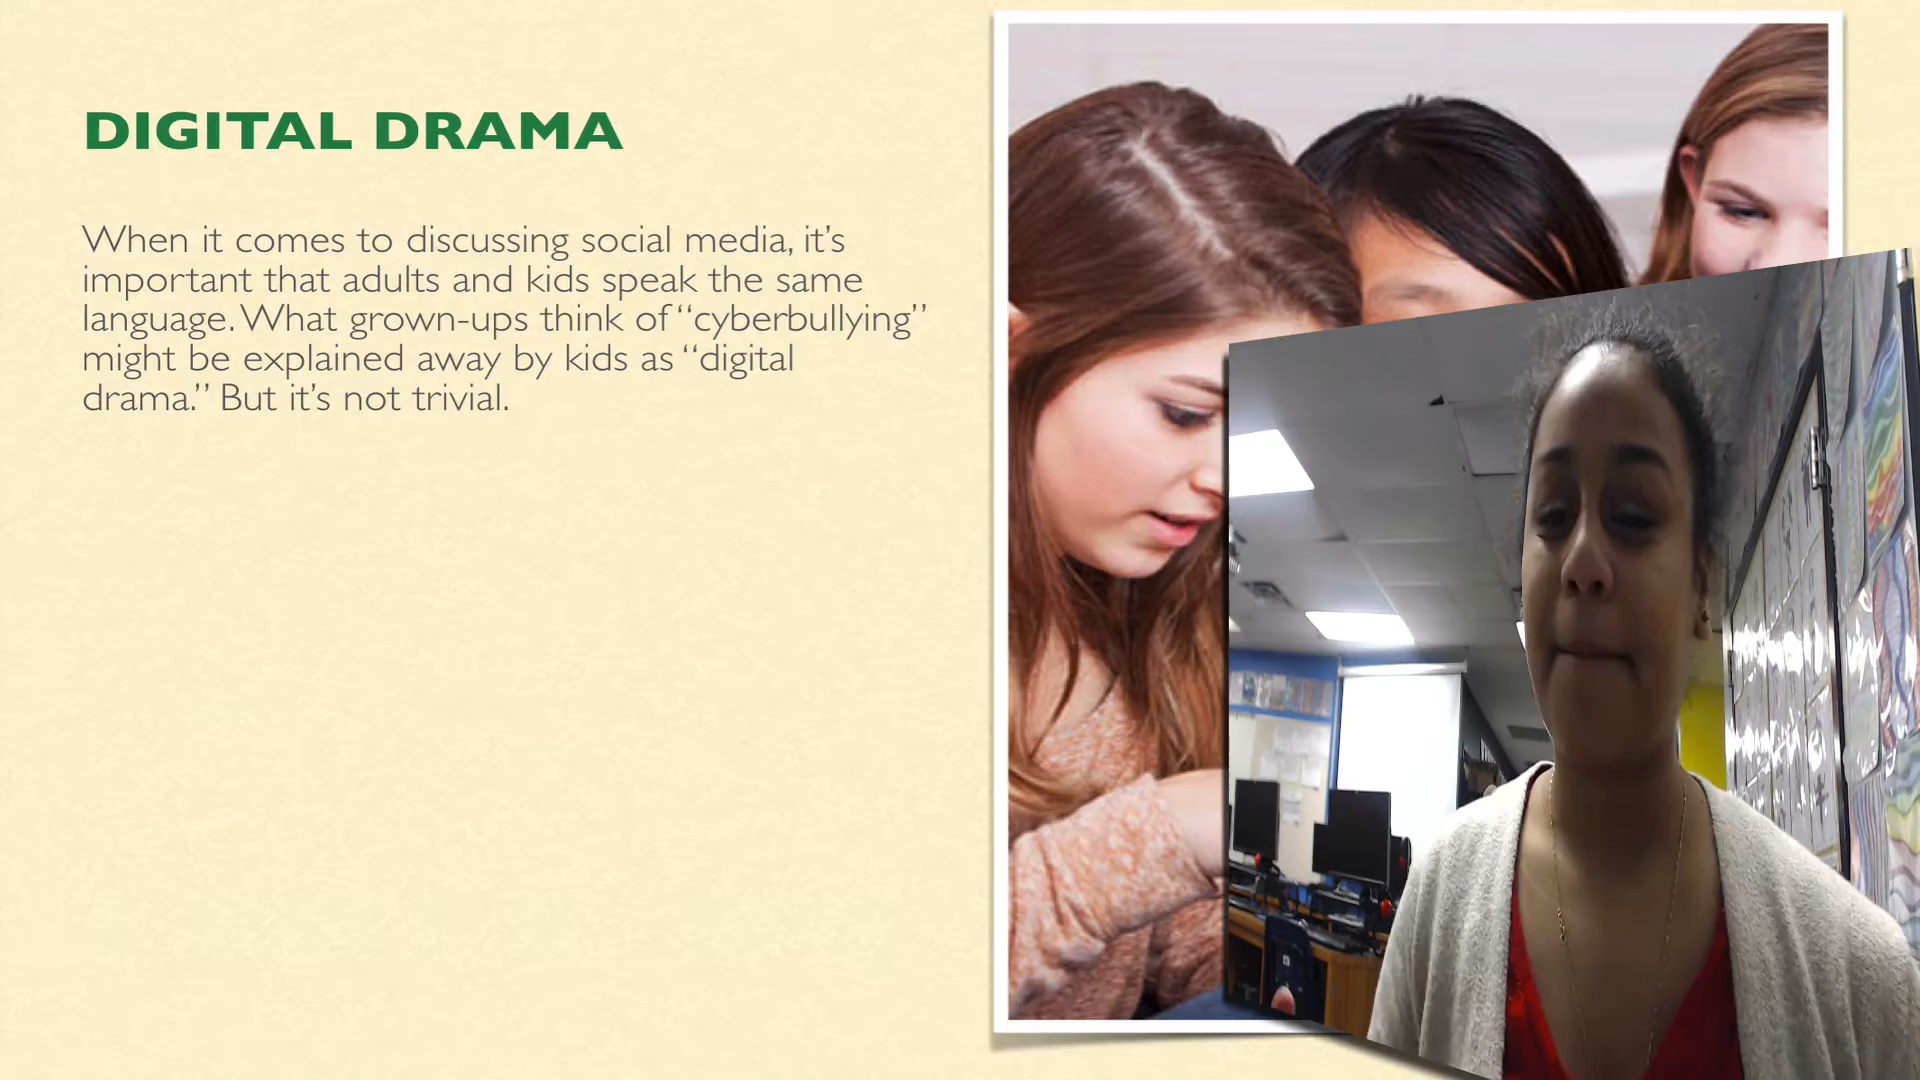 DIGITAL DRAMA
When it comes to discussing social media, it’s
important that adults and kids speak the same
language. What grown-ups think of “cyberbullying”
might be explained away by kids as “digital
drama.” But it’s not trivial.